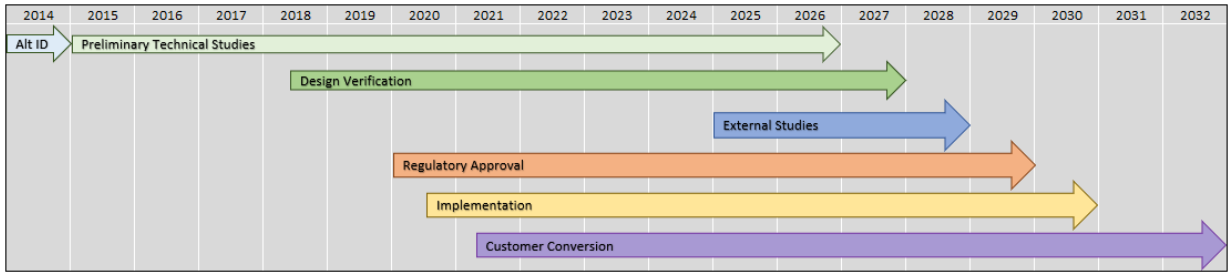 2014 2015 2016 2017 2018 2019 2020 2021 2022 2023 2024 2025 2026 2027 2028 2029 2030 2031 2032
Alt ID Preliminary Technical Studies
Design Verification
External Studies
Regulatory Approval
Implementation
Customer Conversion